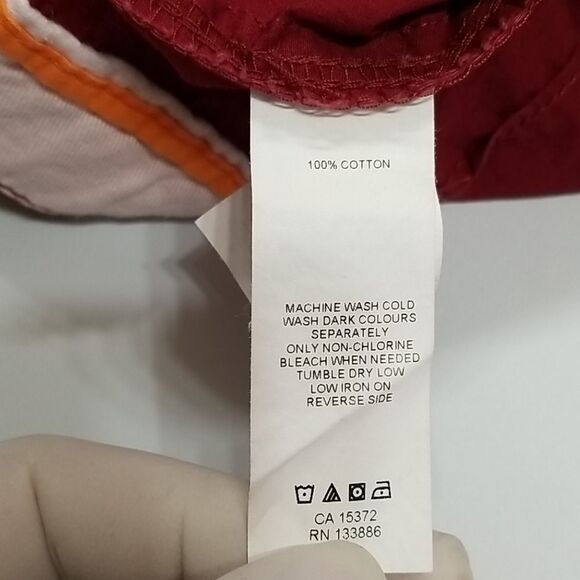 100% COTTON
MACHINE WASH COLD
WASH DARK COLOURS
SEPARATELY
ONLY NON-CHLORINE
BLEACH WHEN NEEDED
TUMBLE DRY LOW
LOW IRON ON
REVERSE SIDE
CA 15372
RN 133886